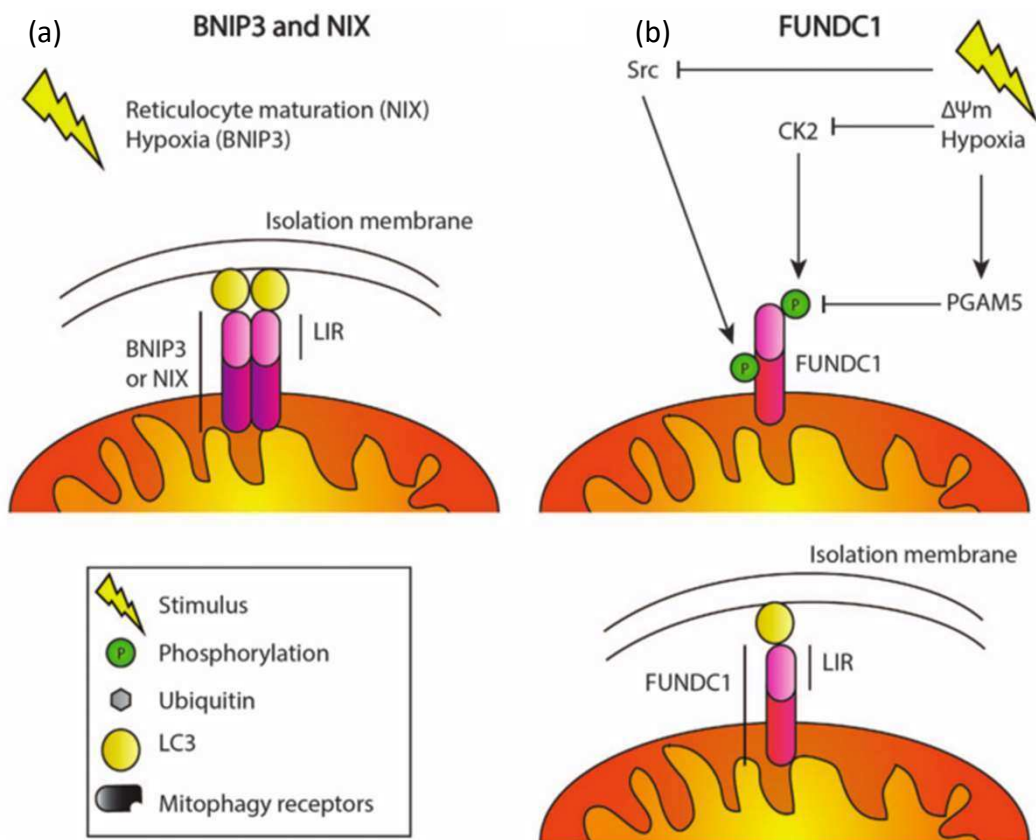 (a)
BNIP3 and NIX
Reticulocyte maturation (NIX)
Hypoxia (BNIP3)
Isolation membrane
LIR
BNIP3
or NIX
Stimulus
P
Phosphorylation
Ubiquitin
LC3
Mitophagy receptors
(b)
FUNDC1
Src
ΔΨm
Hypoxia
CK2
PGAM5
P
P
FUNDC1
Isolation membrane
FUNDC1
LIR